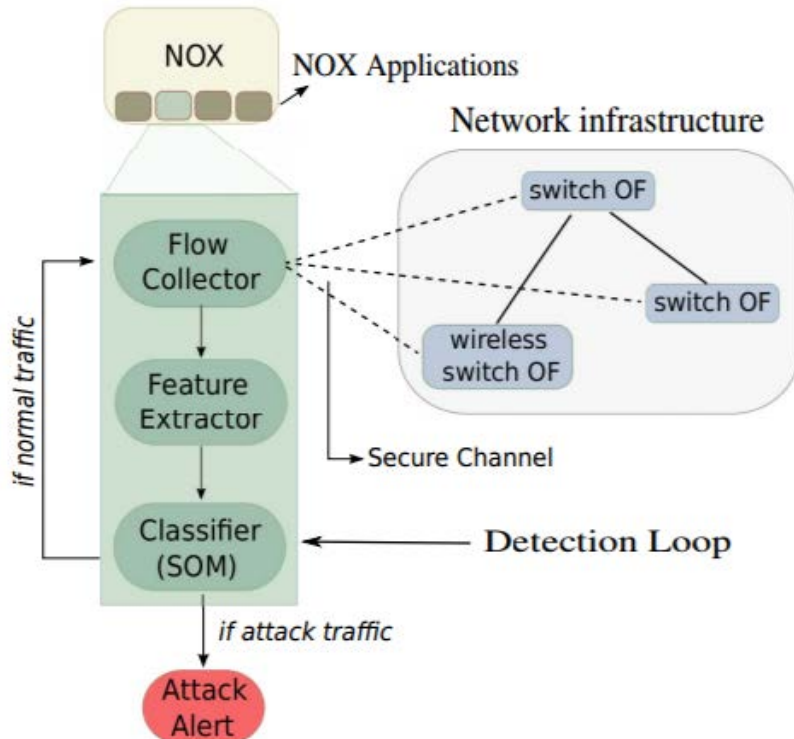 NOX
NOX Applications
Network infrastructure
switch OF
Flow
Collector
switch OF
wireless
switch OF
if normal traffic
Feature
Extractor
Secure Channel
Classifier
(SOM)
Detection Loop
if attack traffic
Attack
Alert